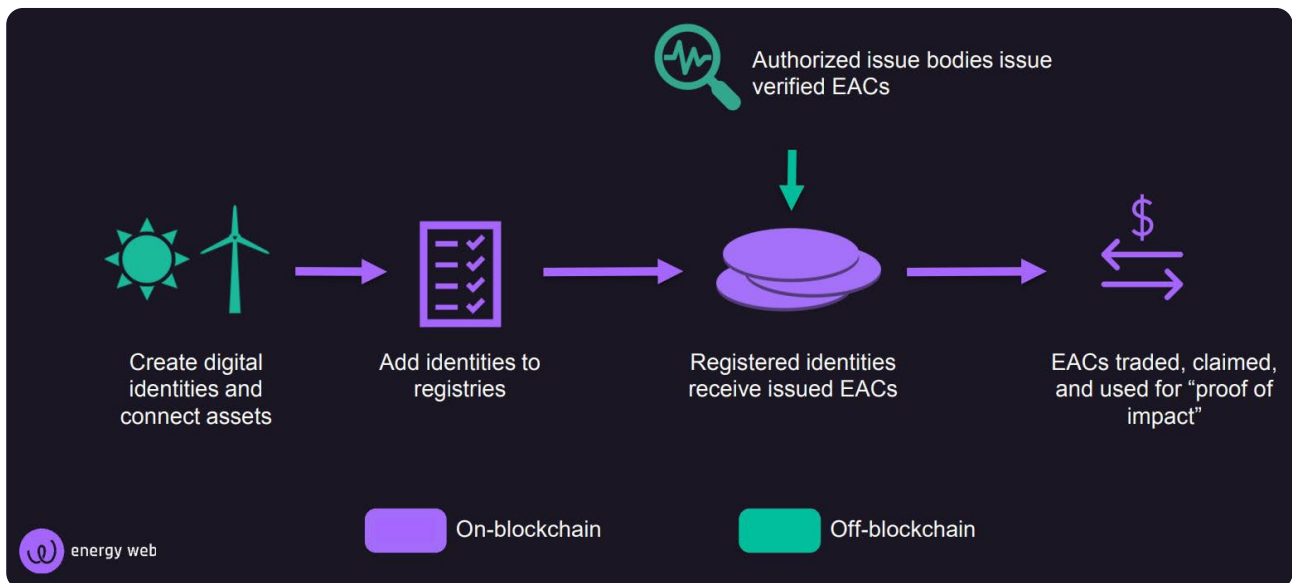 Authorized issue bodies issue
verified EACs
$
Create digital
identities and
connect assets
Add identities to
registries
Registered identities
receive issued EACs
EACs traded, claimed,
and used for “proof of
impact”
On-blockchain
Off-blockchain
energy web